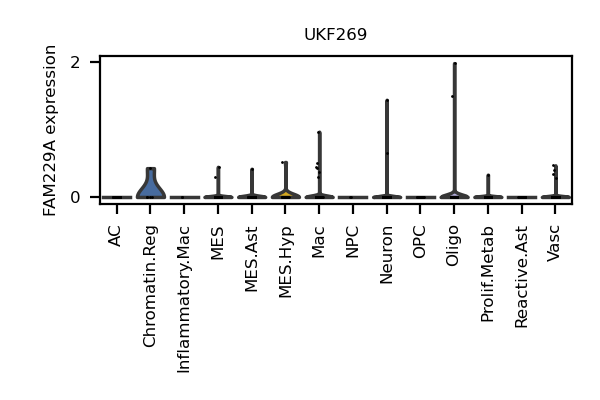 UKF269
FAM229A expression
2
0
AC
Chromatin.Reg
Inflammatory.Mac
MES
MES.Ast
MES.Hyp
Mac
NPC
Neuron
OPC
Oligo
Prolif.Metab
Reactive.Ast
Vasc